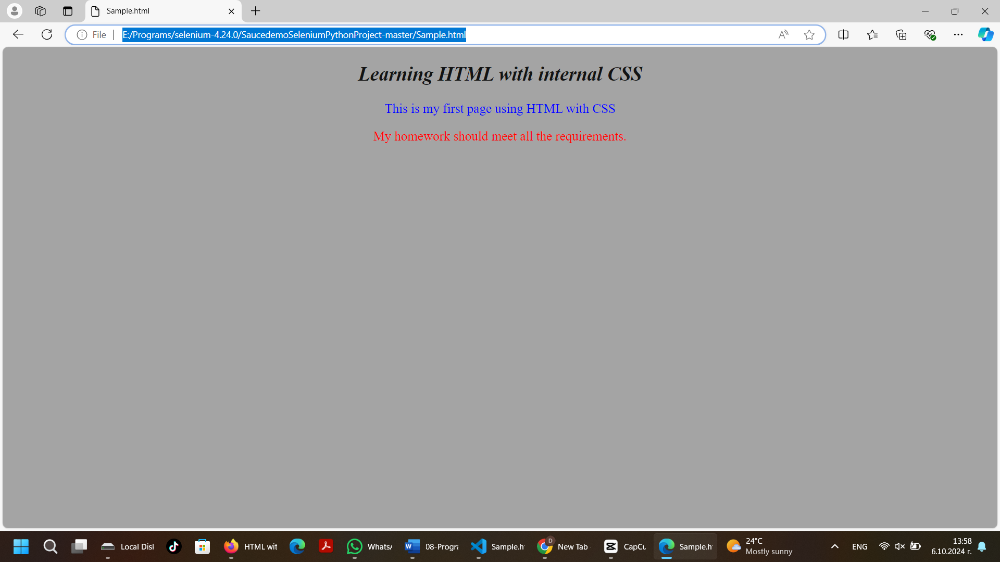 Sample.html
File
E:/Programs/selenium-4.24.0/SaucedemoSeleniumPythonProject-master/Sample.html
Learning HTML with internal CSS
This is my first page using HTML with CSS
My homework should meet all the requirements.
Local Disl
HTML wit
Whats
08-Progra
Sample.h
D
New Tab
CapCu
Sample.h
24°C
Mostly sunny
ENG
13:58
6.10.2024 г.